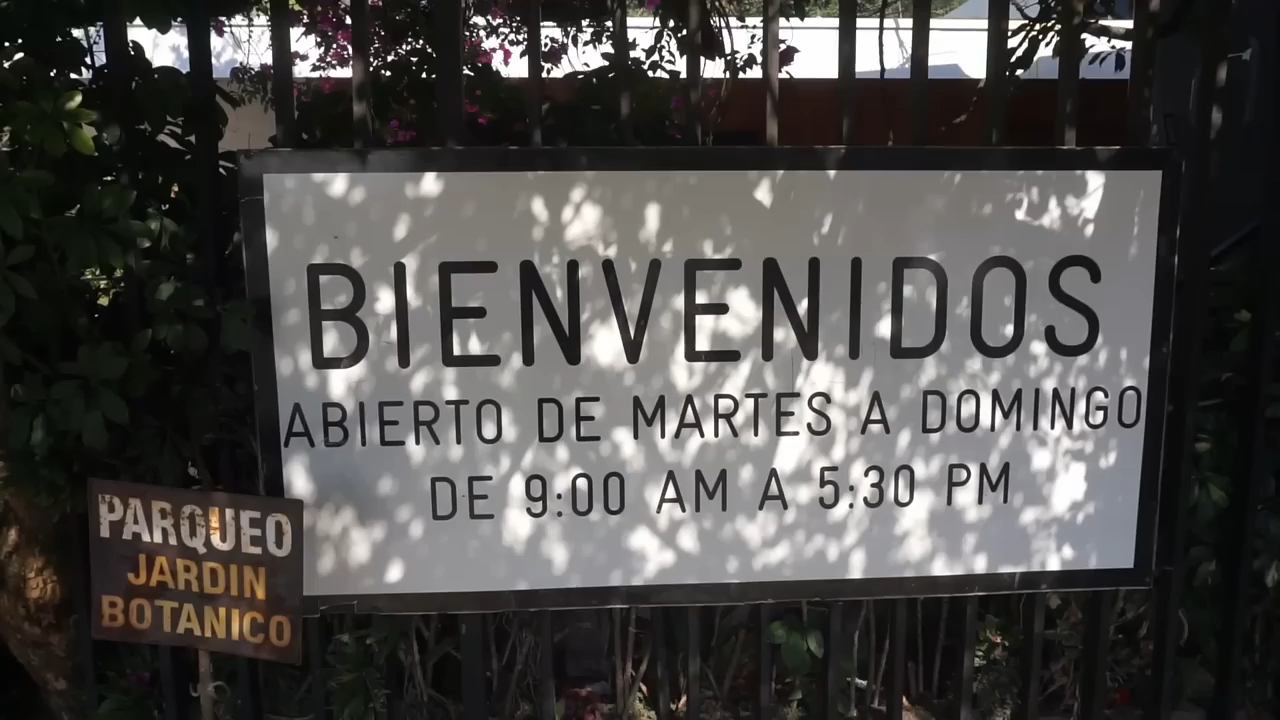 BIENVENIDOS
ABIERTO DE MARTES A DOMINGO
DE 9:00 AM A 5:30 PM
PARQUEO
JARDIN
BOTANICO